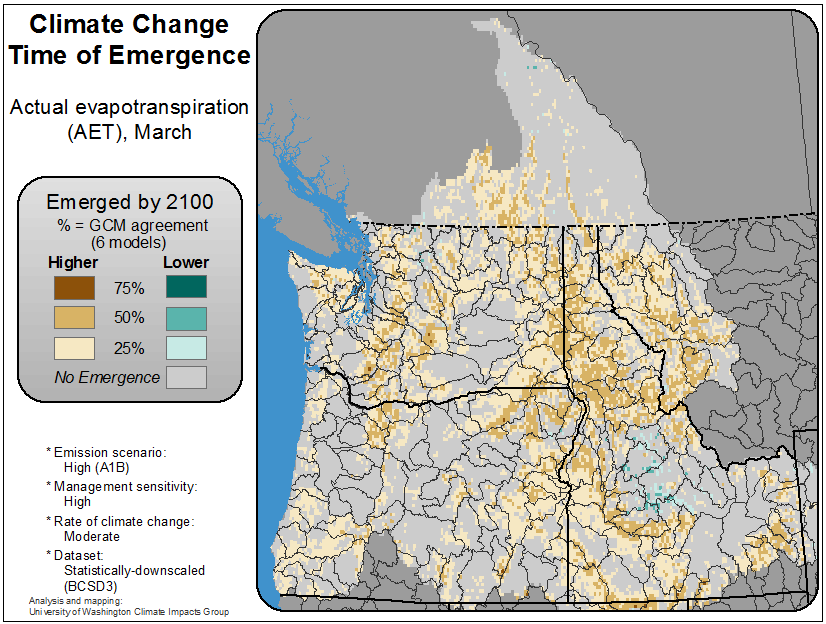 Climate Change
Time of Emergence
Actual evapotranspiration
(AET), March
Emerged by 2100
% = GCM agreement
(6 models)
Higher Lower
75%
50%
25%
No Emergence
* Emission scenario:
High (A1B)
* Management sensitivity:
High
* Rate of climate change:
Moderate
* Dataset:
Statistically-downscaled
(BCSD3)
Analysis and mapping:
University of Washington Climate Impacts Group